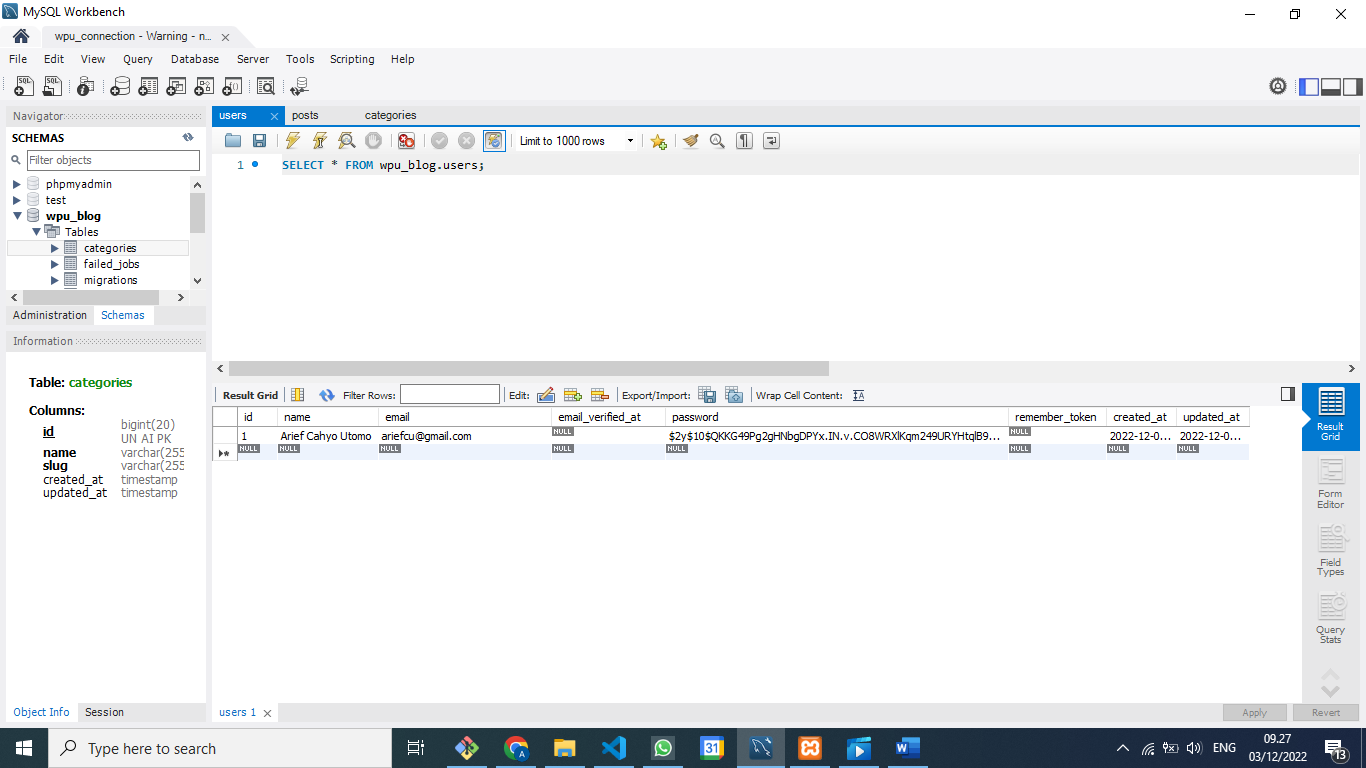 MySQL Workbench
wpu_connection - Warning - n...
File Edit View Query Database Server Tools Scripting Help
Navigator
SCHEMAS
Filter objects
phpmyadmin
test
wpu_blog
Tables
categories
failed_jobs
migrations
Administration Schemas
Information
Table: categories
Columns:
id bigint(20)
UN AI PK
name varchar(255
slug varchar(255
created_at timestamp
updated_at timestamp
Object Info Session
users posts categories
Limit to 1000 rows
1 SELECT * FROM wpu_blog.users;
Result Grid Filter Rows: Edit: Export/Import: Wrap Cell Content:
id name email email_verified_at password remember_token created_at updated_at
1 Arief Cahyo Utomo ariefcu@gmail.com NULL $2y$10$QKKG49Pg2gHNbgDPYx.IN.v.CO8WRXlKqm249URYHtqlB9... NULL 2022-12-0... 2022-12-0...
NULL NULL NULL NULL NULL NULL NULL NULL
Result
Grid
Form
Editor
Field
Types
Query
Stats
users 1
Apply Revert
Type here to search
31
W
ENG
09.27
03/12/2022
13